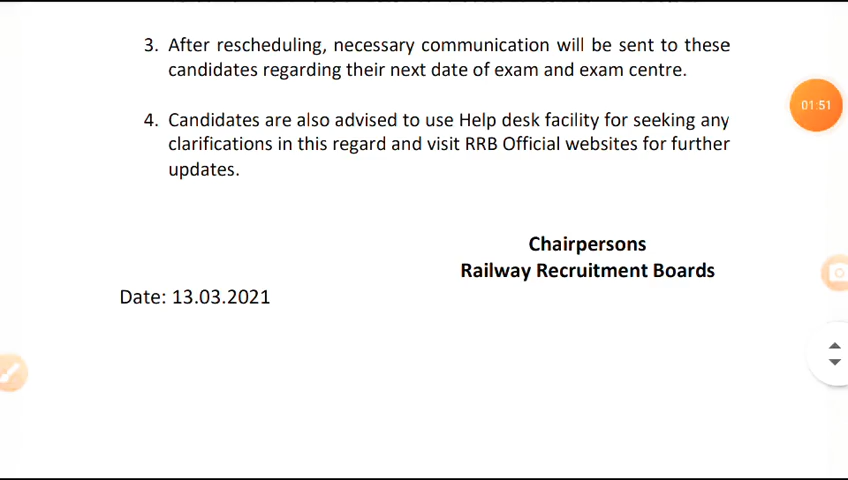 3. After rescheduling, necessary communication will be sent to these
candidates regarding their next date of exam and exam centre.
01:51
4. Candidates are also advised to use Help desk facility for seeking any
clarifications in this regard and visit RRB Official websites for further
updates.
Chairpersons
Railway Recruitment Boards
Date: 13.03.2021